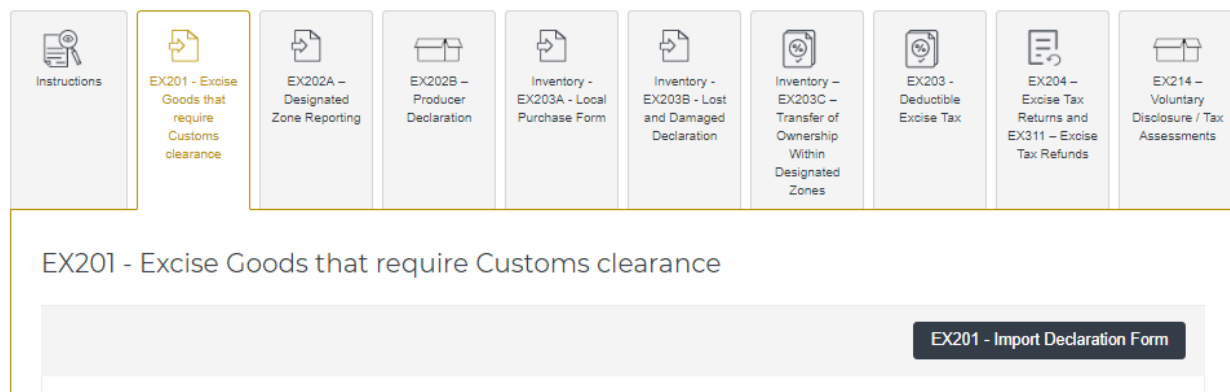 Instructions
EX201 - Excise
Goods that
require
Customs
clearance
EX202A –
Designated
Zone Reporting
EX202B –
Producer
Declaration
Inventory -
EX203A - Local
Purchase Form
Inventory -
EX203B - Lost
and Damaged
Declaration
Inventory –
EX203C –
Transfer of
Ownership
Within
Designated
Zones
EX203 -
Deductible
Excise Tax
EX204 –
Excise Tax
Returns and
EX311 – Excise
Tax Refunds
EX214 –
Voluntary
Disclosure / Tax
Assessments
EX201 - Excise Goods that require Customs clearance
EX201 - Import Declaration Form